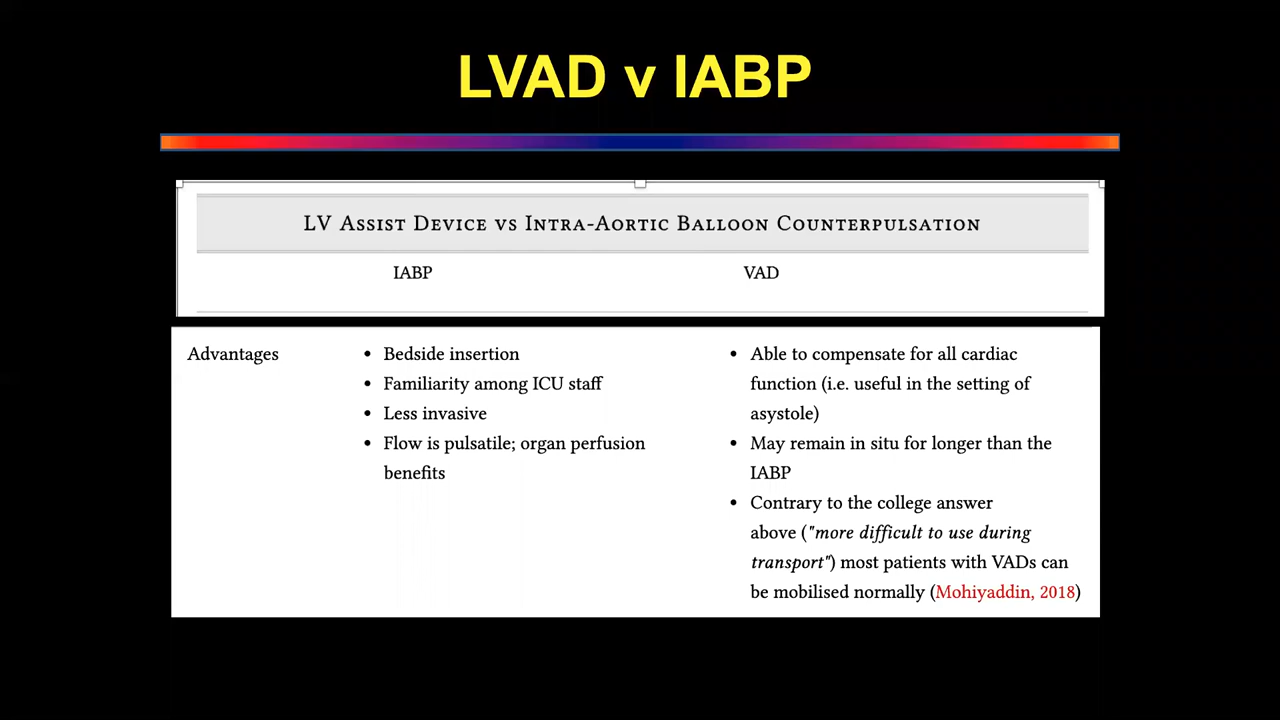 LVAD v IABP
LV Assist Device vs Intra-Aortic Balloon Counterpulsation
IABP VAD
Advantages
• Bedside insertion
• Familiarity among ICU staff
• Less invasive
• Flow is pulsatile; organ perfusion
benefits
• Able to compensate for all cardiac
function (i.e. useful in the setting of
asystole)
• May remain in situ for longer than the
IABP
• Contrary to the college answer
above ("more difficult to use during
transport") most patients with VADs can
be mobilised normally (Mohiyaddin, 2018)